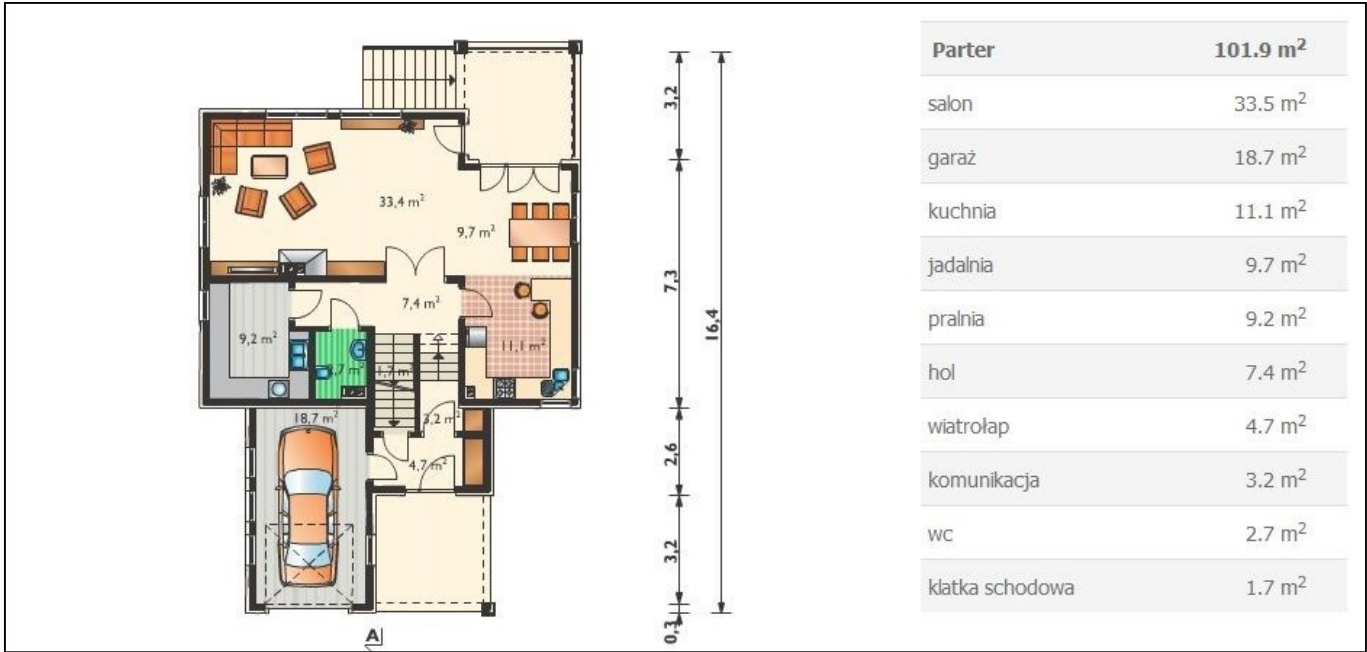 3,2
33,4 m²
9,7 m²
7,3
7,4 m²
16,4
9,2 m²
11,1 m²
2,7 m²
1,7 m²
18,7 m²
3,2 m²
2,6
4,7 m²
3,2
0,3
A
Parter 101.9 m²
salon 33.5 m²
garaż 18.7 m²
kuchnia 11.1 m²
jadalnia 9.7 m²
pralnia 9.2 m²
hol 7.4 m²
wiatrołap 4.7 m²
komunikacja 3.2 m²
wc 2.7 m²
klatka schodowa 1.7 m²